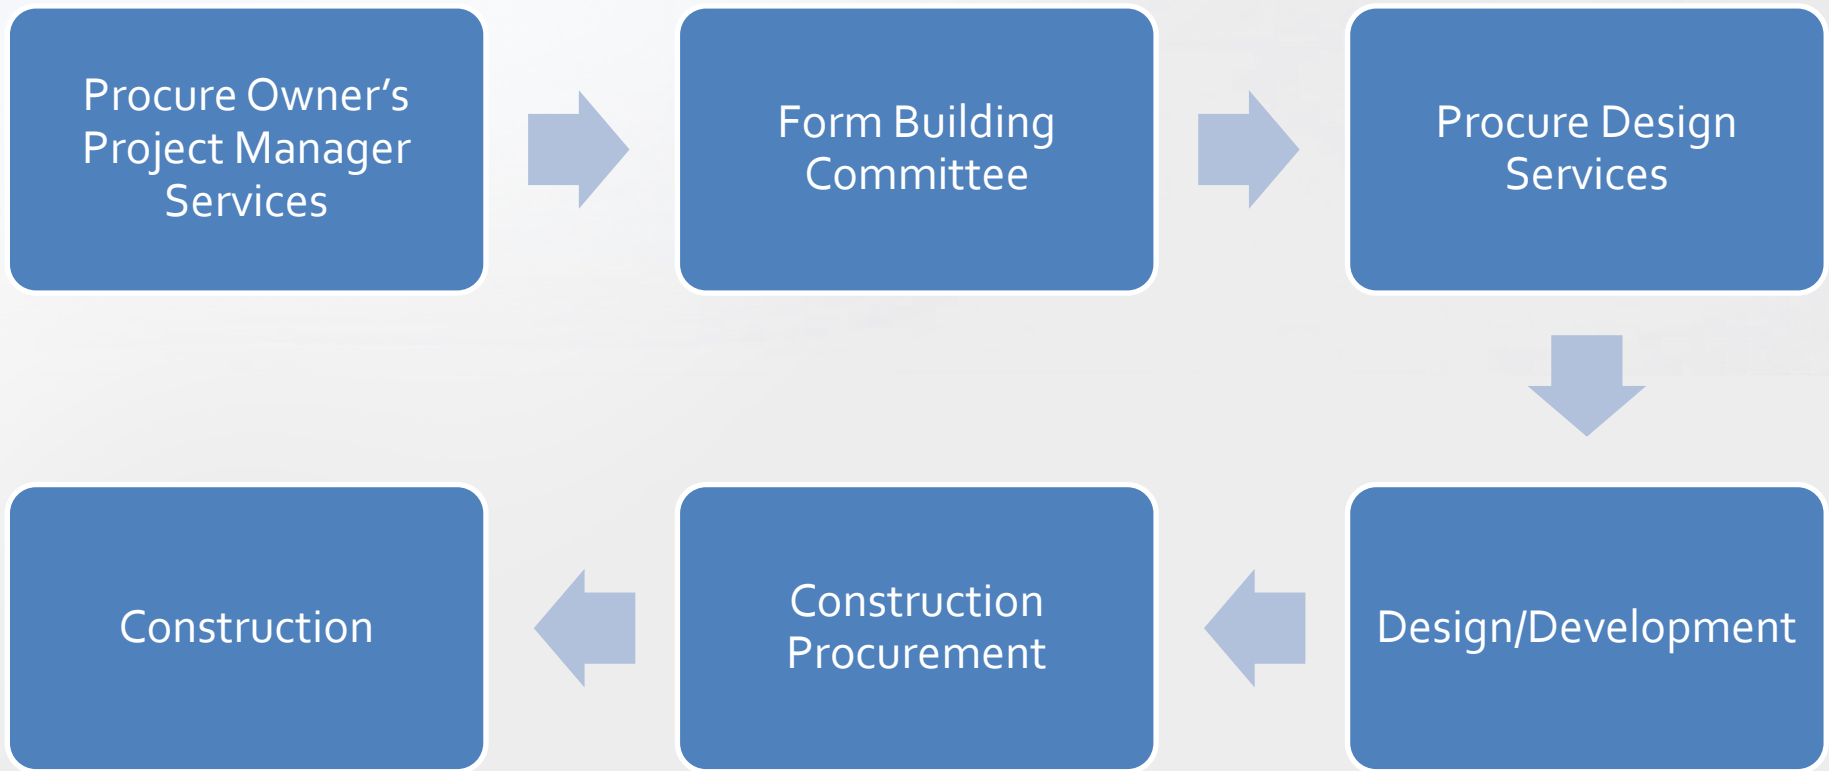 Procure Owner’s
Project Manager
Services
Form Building
Committee
Procure Design
Services
Design/Development
Construction
Procurement
Construction